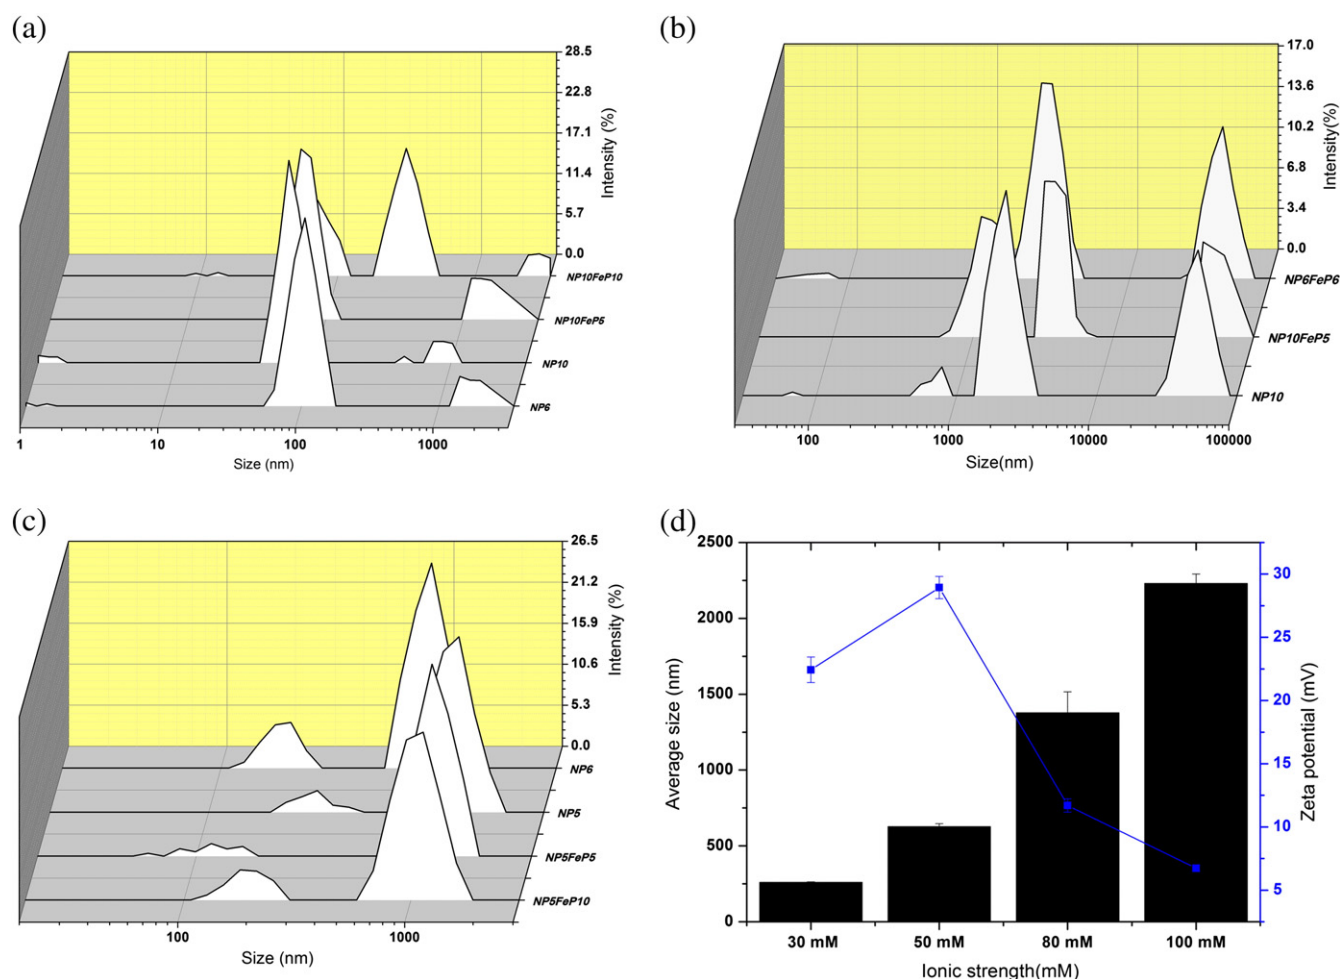 (a)
28.5
22.8
17.1
11.4
5.7
0.0
Intensity (%)
NP10FeP10
NP10FeP5
NP10
NP6
1
10
100
1000
Size (nm)
(b)
17.0
13.6
10.2
6.8
3.4
0.0
Intensity(%)
NP6FeP6
NP10FeP5
NP10
100
1000
10000
100000
Size(nm)
(c)
26.5
21.2
15.9
10.6
5.3
0.0
Intensity (%)
NP6
NP5
NP5FeP5
NP5FeP10
100
1000
Size (nm)
(d)
2500
2000
1500
1000
500
0
Average size (nm)
30
25
20
15
10
5
Zeta potential (mV)
30 mM
50 mM
80 mM
100 mM
Ionic strength(mM)